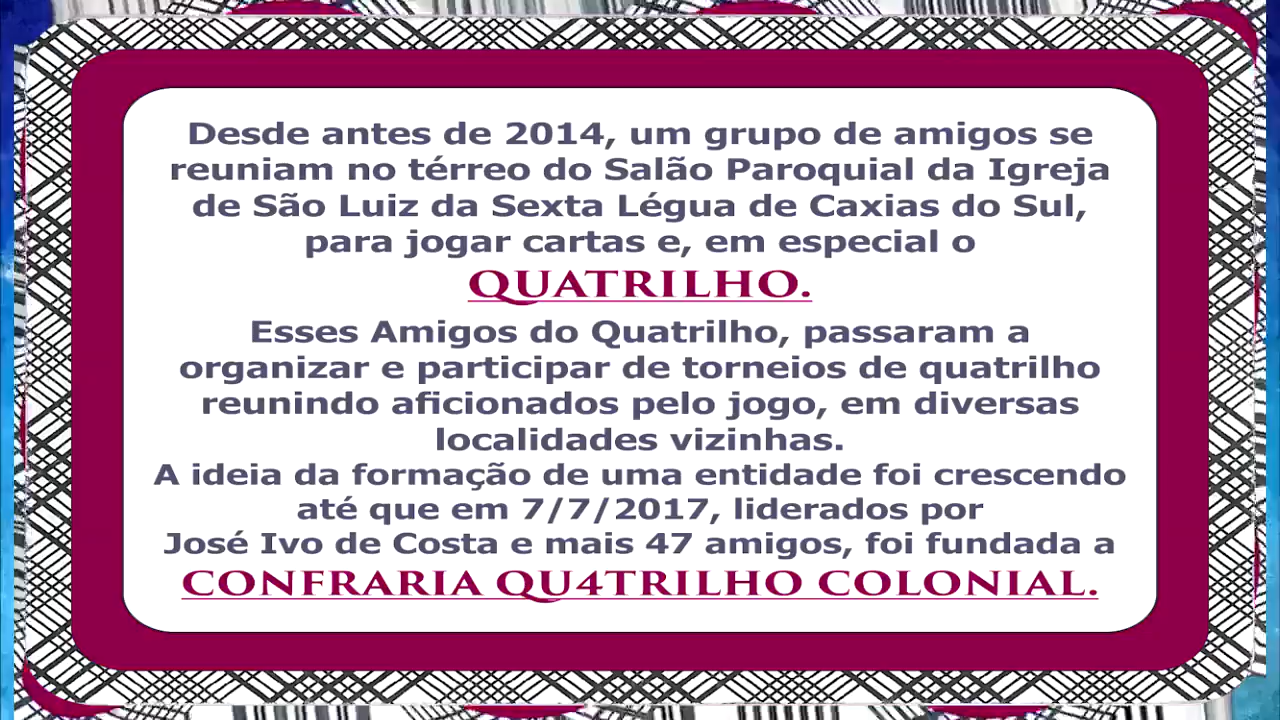 Desde antes de 2014, um grupo de amigos se
reuniam no térreo do Salão Paroquial da Igreja
de São Luiz da Sexta Légua de Caxias do Sul,
para jogar cartas e, em especial o
QUATRILHO.
Esses Amigos do Quatrilho, passaram a
organizar e participar de torneios de quatrilho
reunindo aficionados pelo jogo, em diversas
localidades vizinhas.
A ideia da formação de uma entidade foi crescendo
até que em 7/7/2017, liderados por
José Ivo de Costa e mais 47 amigos, foi fundada a
CONFRARIA QU4TRILHO COLONIAL.